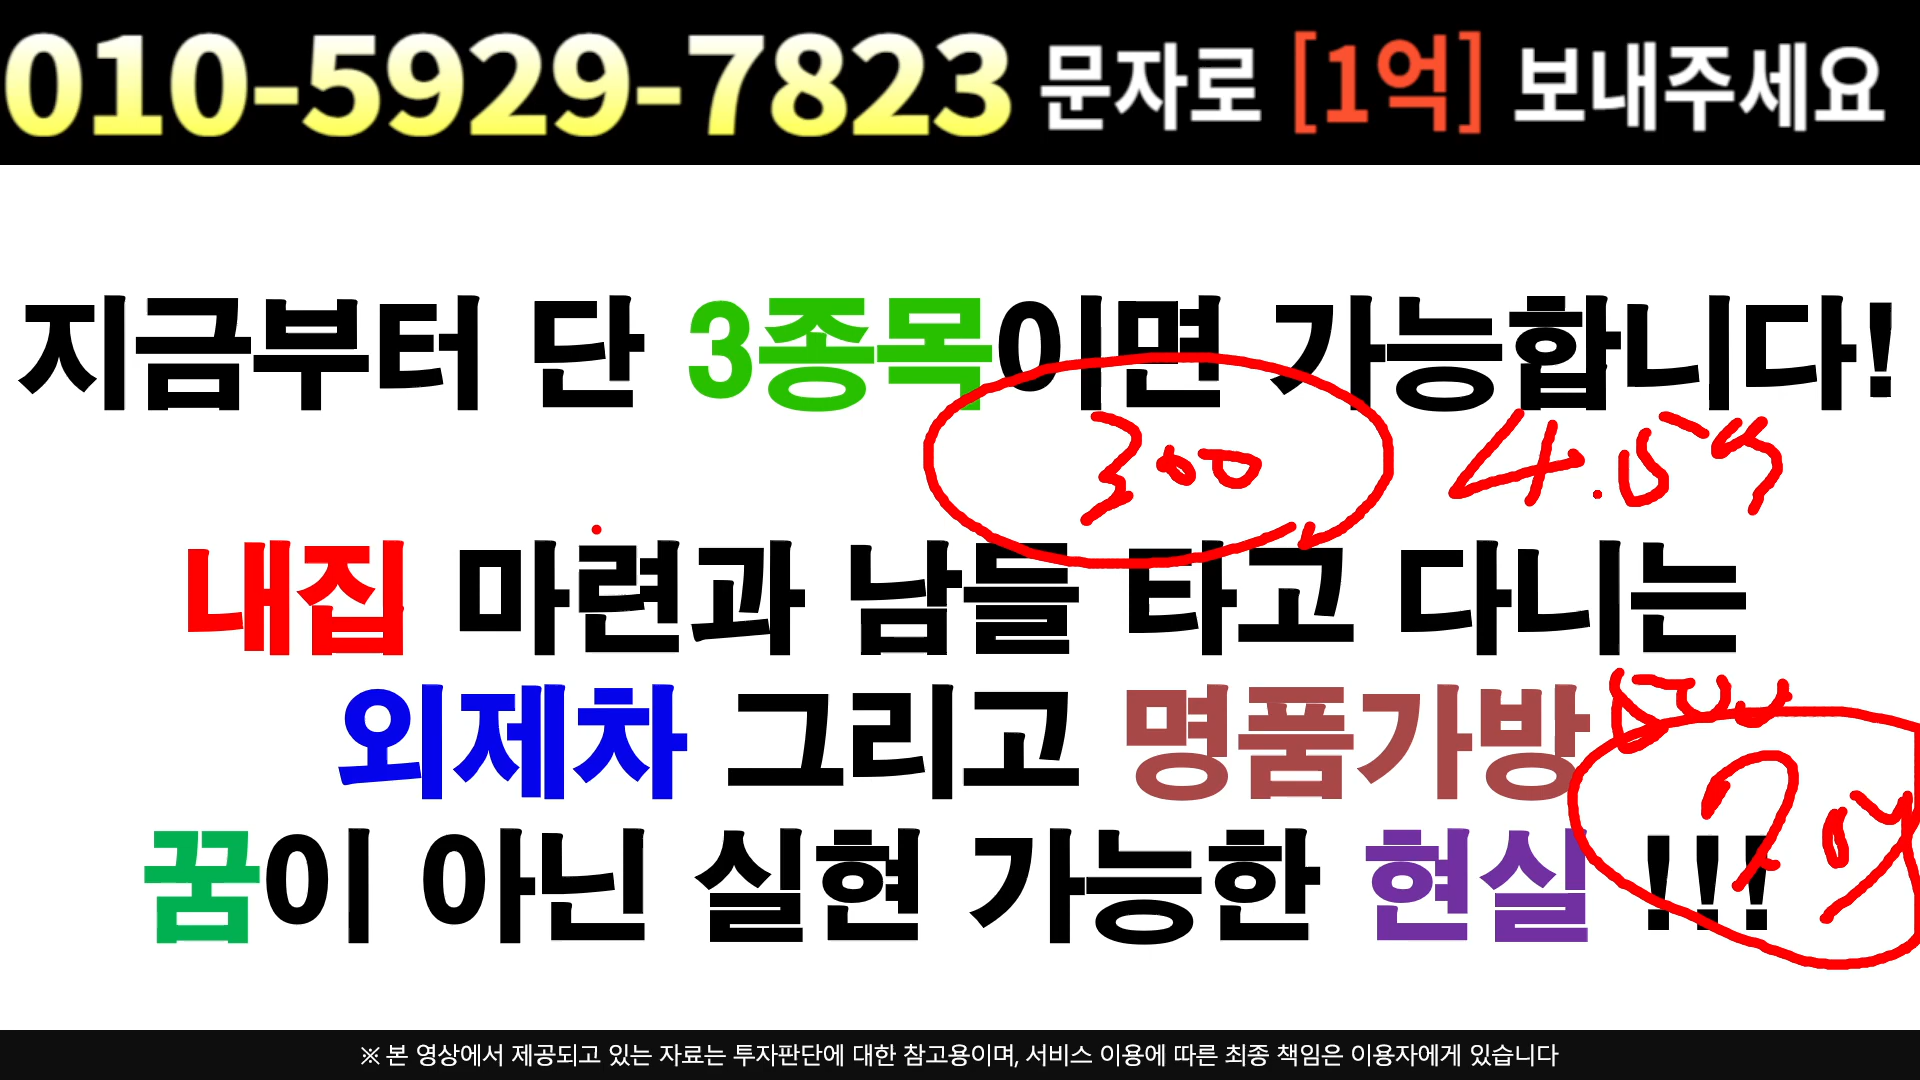 010-5929-7823 문자로 [1억] 보내주세요
지금부터 단 3종목이면 가능합니다!
300 4.5억
내집 마련과 남들 타고 다니는
외제차 그리고 명품가방
500
꿈이 아닌 실현 가능한 현실 !!!
※ 본 영상에서 제공되고 있는 자료는 투자판단에 대한 참고용이며, 서비스 이용에 따른 최종 책임은 이용자에게 있습니다